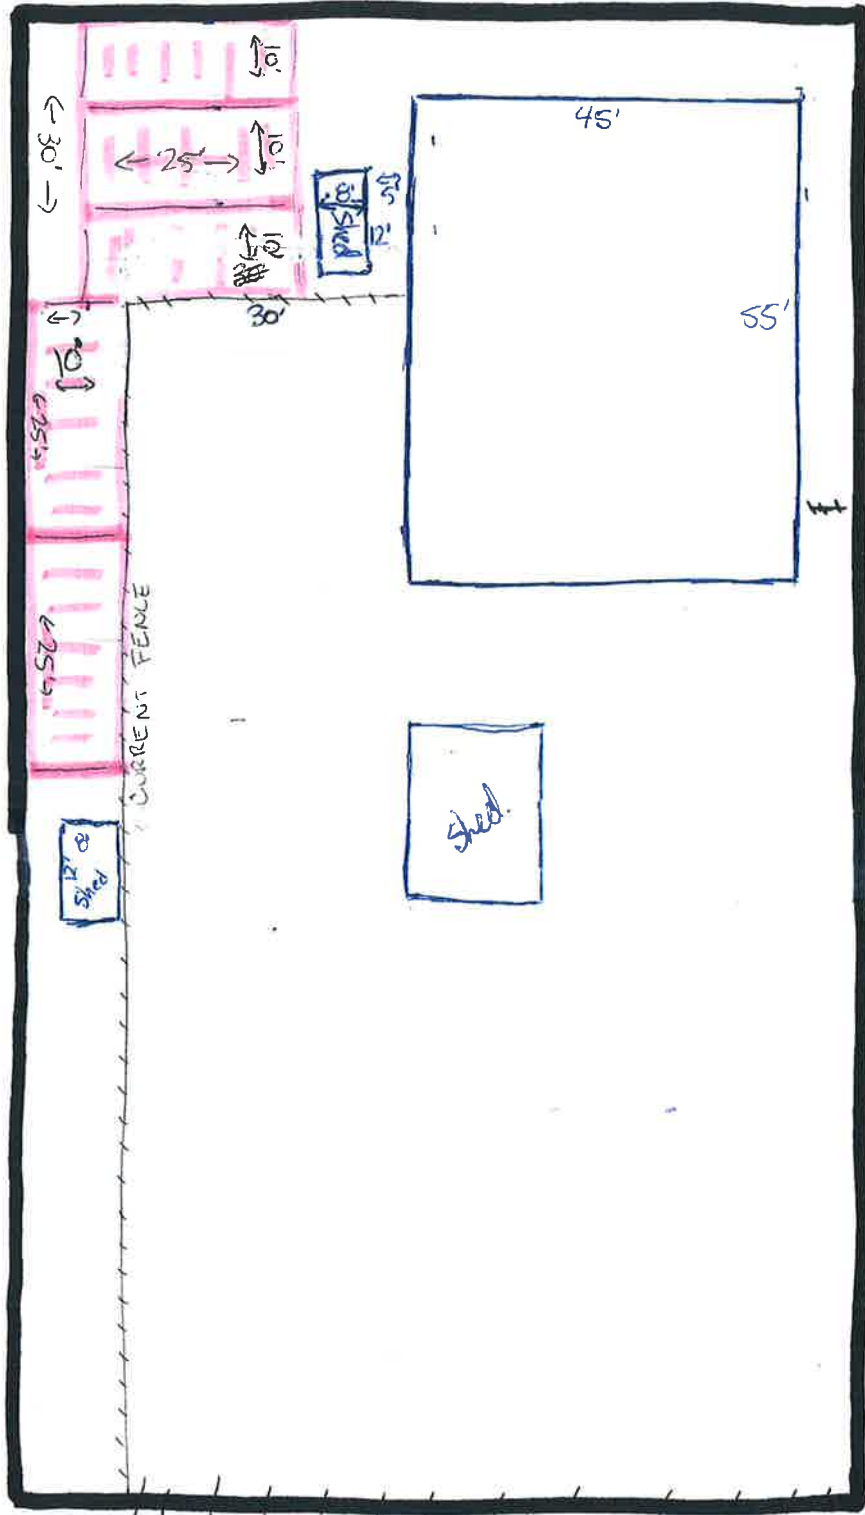 10'
45'
← 30' →
← 25' →
10'
8'
Shed
5'
12'
10'
30'
55'
10'
← 25' →
← 25' →
CURRENT FENCE
Shed
12' 8'
Shed